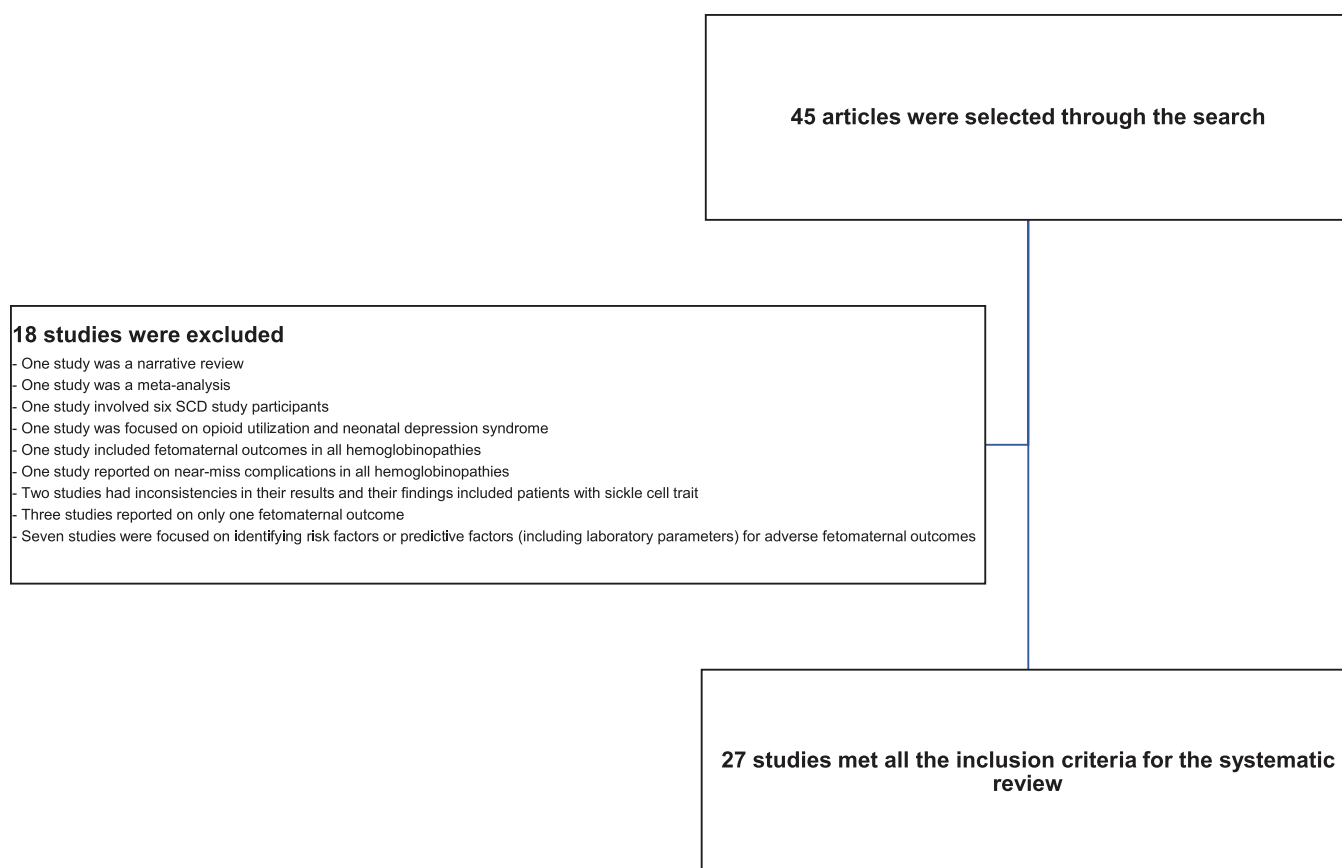 45 articles were selected through the search
18 studies were excluded
- One study was a narrative review
- One study was a meta-analysis
- One study involved six SCD study participants
- One study was focused on opioid utilization and neonatal depression syndrome
- One study included fetomaternal outcomes in all hemoglobinopathies
- One study reported on near-miss complications in all hemoglobinopathies
- Two studies had inconsistencies in their results and their findings included patients with sickle cell trait
- Three studies reported on only one fetomaternal outcome
- Seven studies were focused on identifying risk factors or predictive factors (including laboratory parameters) for adverse fetomaternal outcomes
27 studies met all the inclusion criteria for the systematic
review